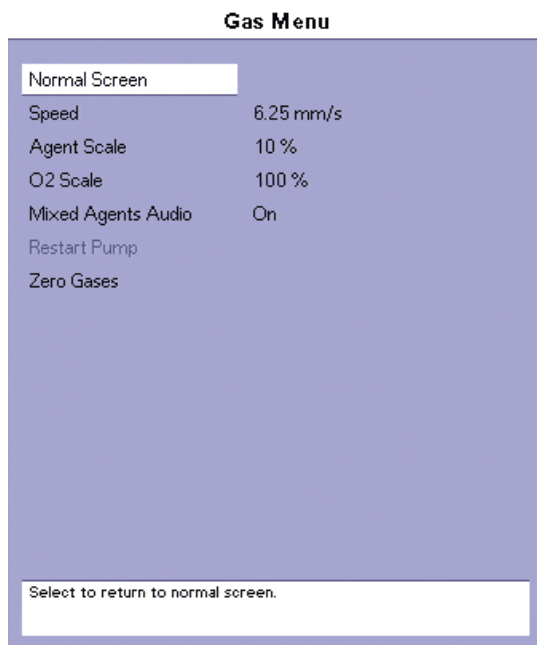 Gas Menu
Normal Screen
Speed 6.25 mm/s
Agent Scale 10 %
O2 Scale 100 %
Mixed Agents Audio On
Restart Pump
Zero Gases
Select to return to normal screen.